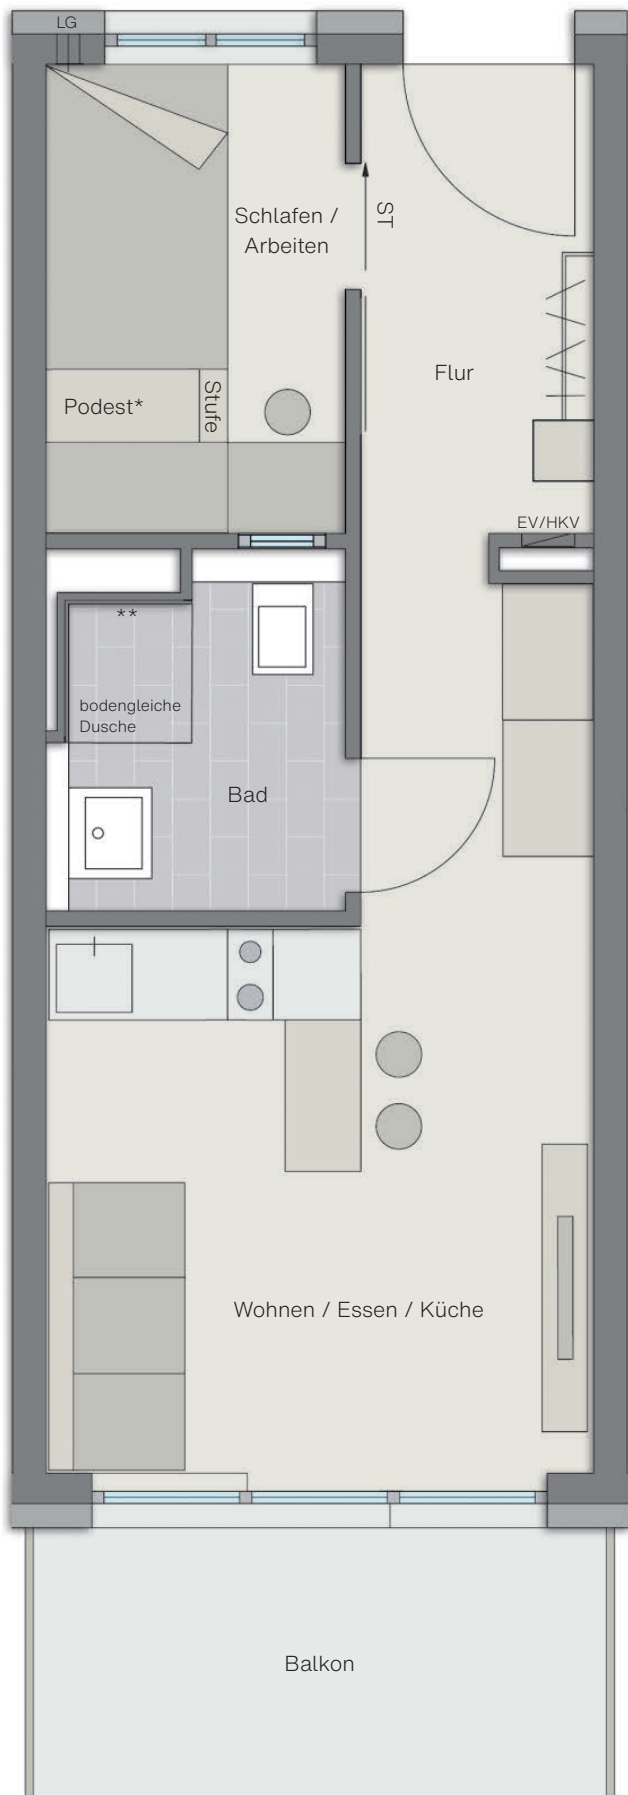 LG
Schlafen /
Arbeiten
ST
Flur
Podest*
Stufe
EV/HKV
**
bodengleiche
Dusche
Bad
Wohnen / Essen / Küche
Balkon